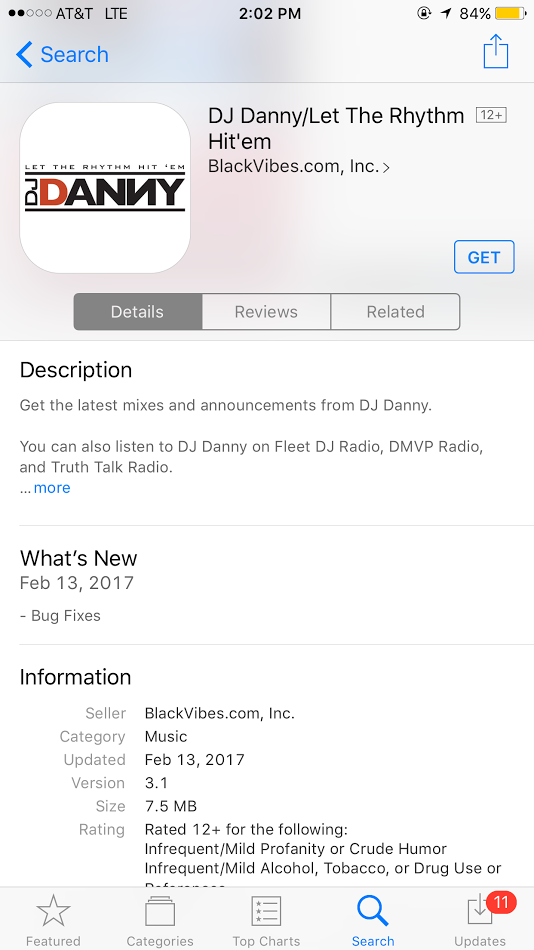 AT&T LTE 2:02 PM 84%
Search
DJ Danny/Let The Rhythm 12+
Hit'em
BlackVibes.com, Inc. >
LET THE RHYTHM HIT 'EM
DJ DANNY
GET
Details Reviews Related
Description
Get the latest mixes and announcements from DJ Danny.
You can also listen to DJ Danny on Fleet DJ Radio, DMVP Radio,
and Truth Talk Radio.
...more
What's New
Feb 13, 2017
- Bug Fixes
Information
Seller BlackVibes.com, Inc.
Category Music
Updated Feb 13, 2017
Version 3.1
Size 7.5 MB
Rating Rated 12+ for the following:
Infrequent/Mild Profanity or Crude Humor
Infrequent/Mild Alcohol, Tobacco, or Drug Use or
References
11
Featured Categories Top Charts Search Updates